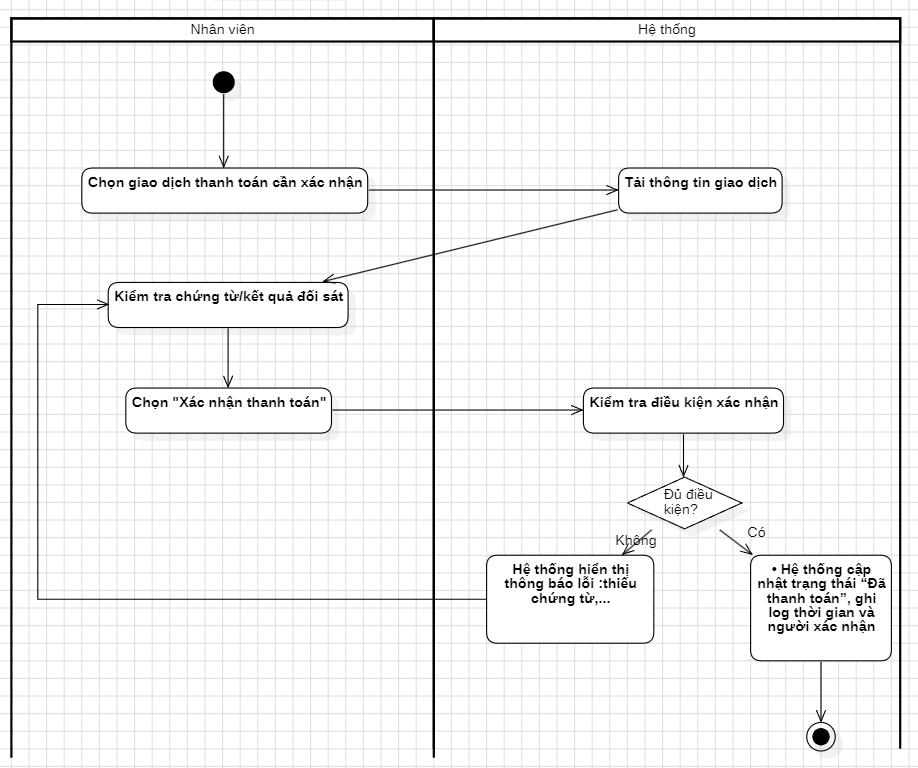 Nhân viên
Hệ thống
Chọn giao dịch thanh toán cần xác nhận
Tải thông tin giao dịch
Kiểm tra chứng từ/kết quả đối sát
Chọn "Xác nhận thanh toán"
Kiểm tra điều kiện xác nhận
Đủ điều
kiện?
Không
Có
Hệ thống hiển thị
thông báo lỗi :thiếu
chứng từ,...
• Hệ thống cập
nhật trạng thái “Đã
thanh toán”, ghi
log thời gian và
người xác nhận